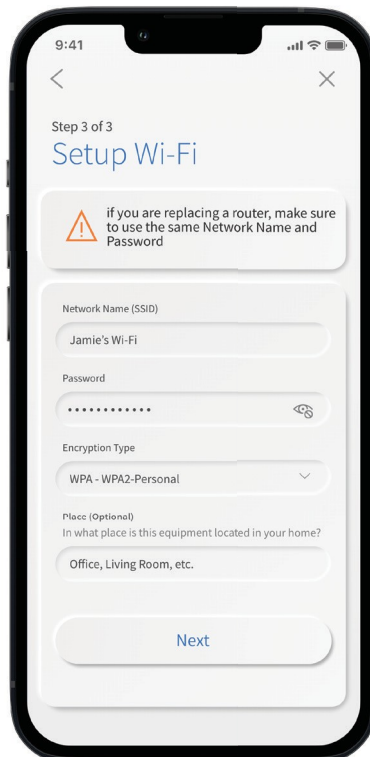 9:41
Step 3 of 3
Setup Wi-Fi
if you are replacing a router, make sure
to use the same Network Name and
Password
Network Name (SSID)
Jamie's Wi-Fi
Password
••••••••••••
Encryption Type
WPA - WPA2-Personal
Place (Optional)
In what place is this equipment located in your home?
Office, Living Room, etc.
Next